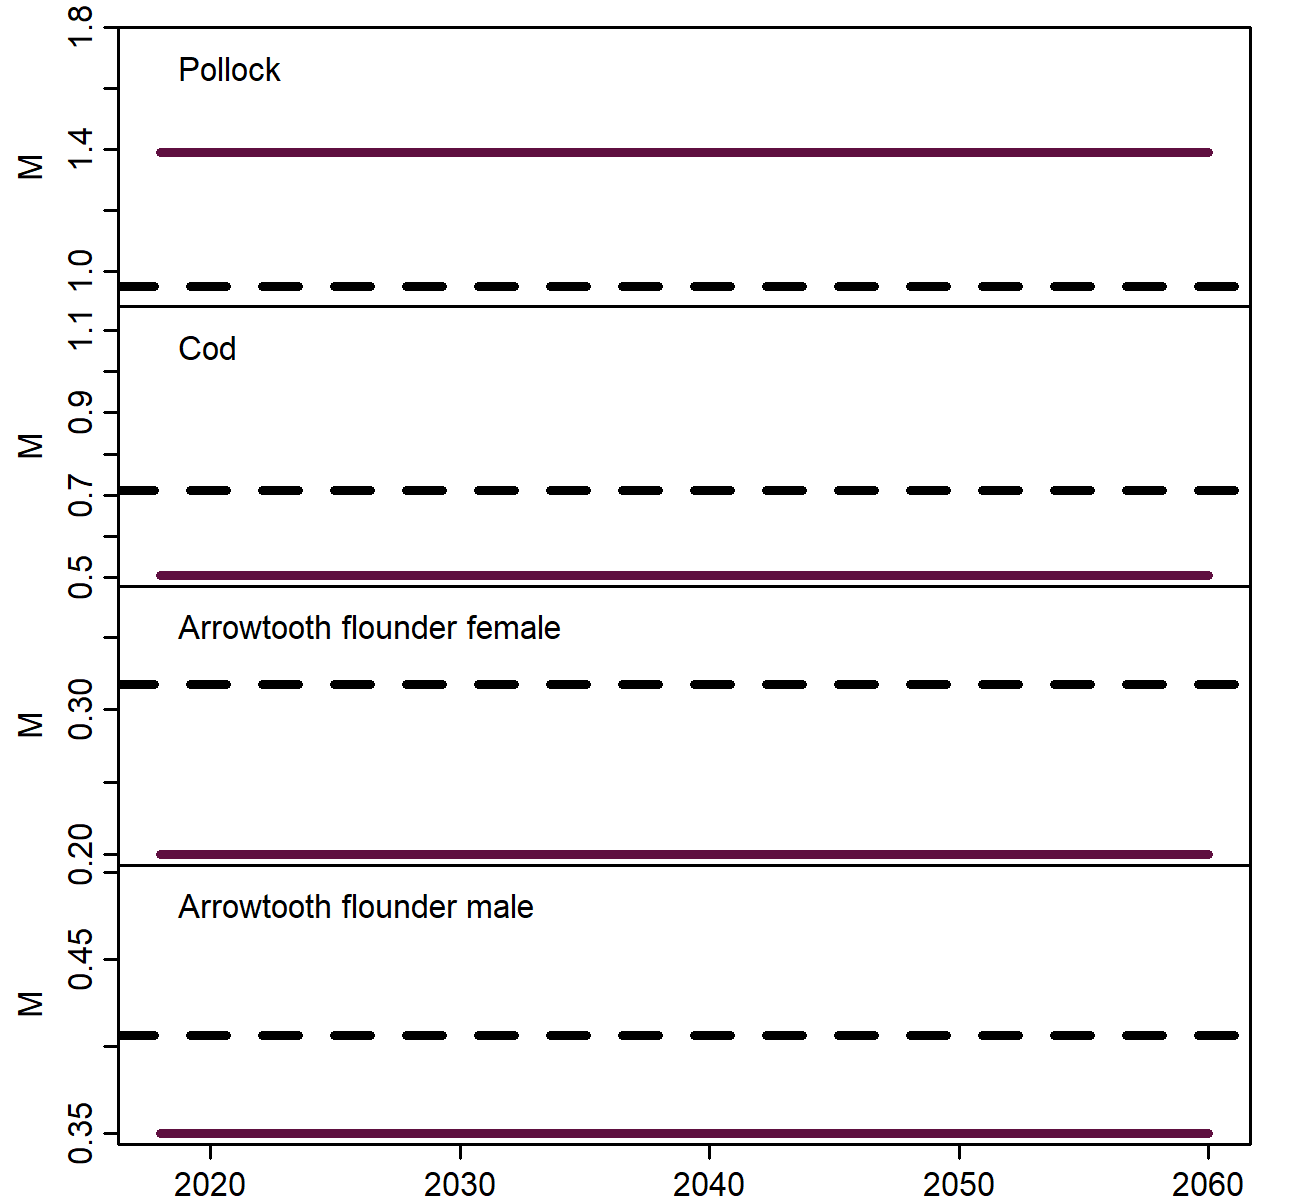 Pollock
M
1.8
1.4
1.0
Cod
M
1.1
0.9
0.7
0.5
Arrowtooth flounder female
M
0.30
0.20
Arrowtooth flounder male
M
0.45
0.35
2020 2030 2040 2050 2060